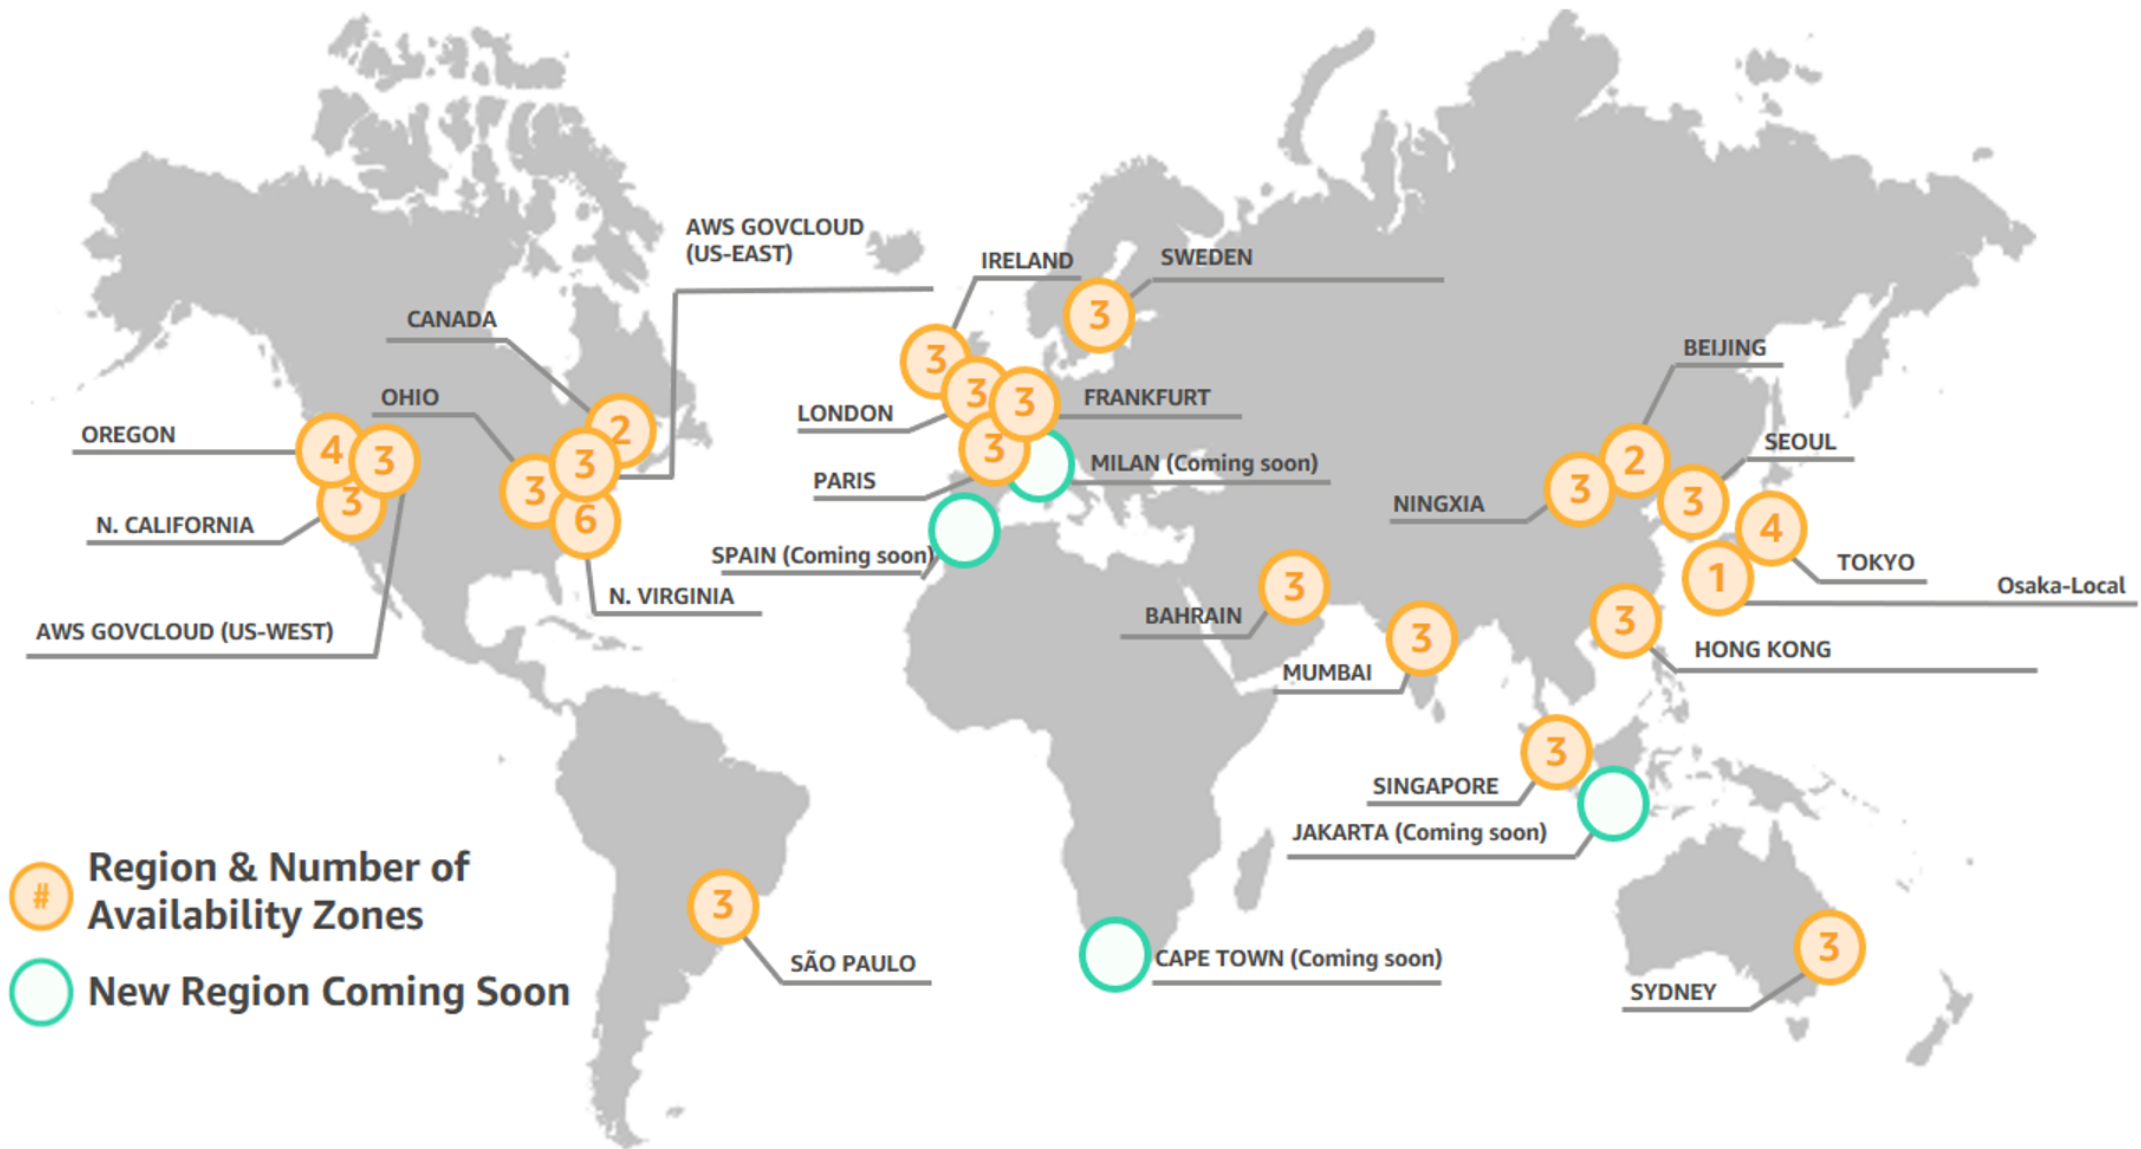 AWS GOVCLOUD
(US-EAST)
IRELAND
SWEDEN
3
CANADA
3
BEIJING
OHIO
3
3
FRANKFURT
LONDON
2
OREGON
4
3
3
3
MILAN (Coming soon)
2
SEOUL
PARIS
3
3
3
3
NINGXIA
N. CALIFORNIA
6
4
SPAIN (Coming soon)
TOKYO
1
Osaka-Local
3
N. VIRGINIA
BAHRAIN
3
AWS GOVCLOUD (US-WEST)
3
HONG KONG
MUMBAI
3
SINGAPORE
JAKARTA (Coming soon)
Region & Number of
#
Availability Zones
3
3
SÃO PAULO
CAPE TOWN (Coming soon)
New Region Coming Soon
SYDNEY